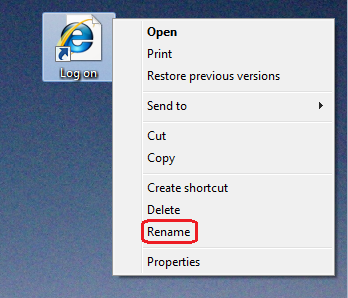 Log on
Open
Print
Restore previous versions
Send to
Cut
Copy
Create shortcut
Delete
Rename
Properties